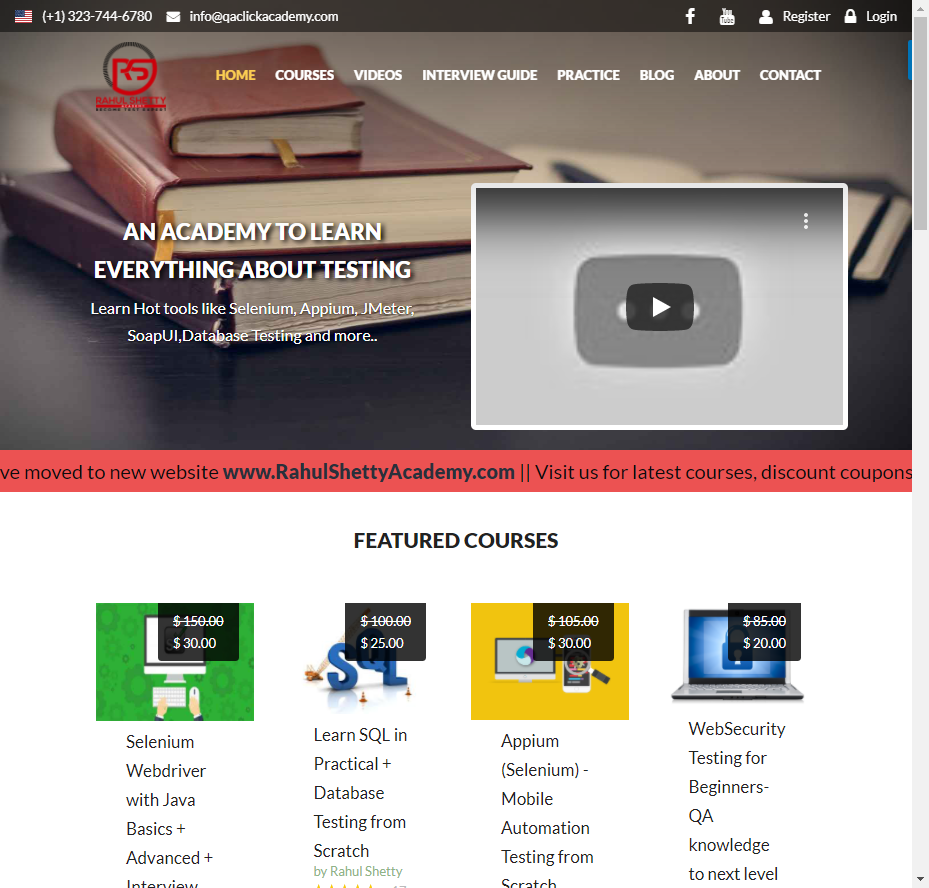 (+1) 323-744-6780 info@qaclickacademy.com You Tube Register Login
RS
RAHUL SHETTY
HOME COURSES VIDEOS INTERVIEW GUIDE PRACTICE BLOG ABOUT CONTACT
AN ACADEMY TO LEARN
EVERYTHING ABOUT TESTING
Learn Hot tools like Selenium, Appium, JMeter,
SoapUI,Database Testing and more..
ve moved to new website www.RahulShettyAcademy.com || Visit us for latest courses, discount coupons
FEATURED COURSES
$ 150.00
$ 30.00
Selenium
Webdriver
with Java
Basics +
Advanced +
Interview
$ 100.00
$ 25.00
SQL
Learn SQL in
Practical +
Database
Testing from
Scratch
by Rahul Shetty
$ 105.00
$ 30.00
Appium
(Selenium) -
Mobile
Automation
Testing from
Scratch
$ 85.00
$ 20.00
WebSecurity
Testing for
Beginners-
QA
knowledge
to next level